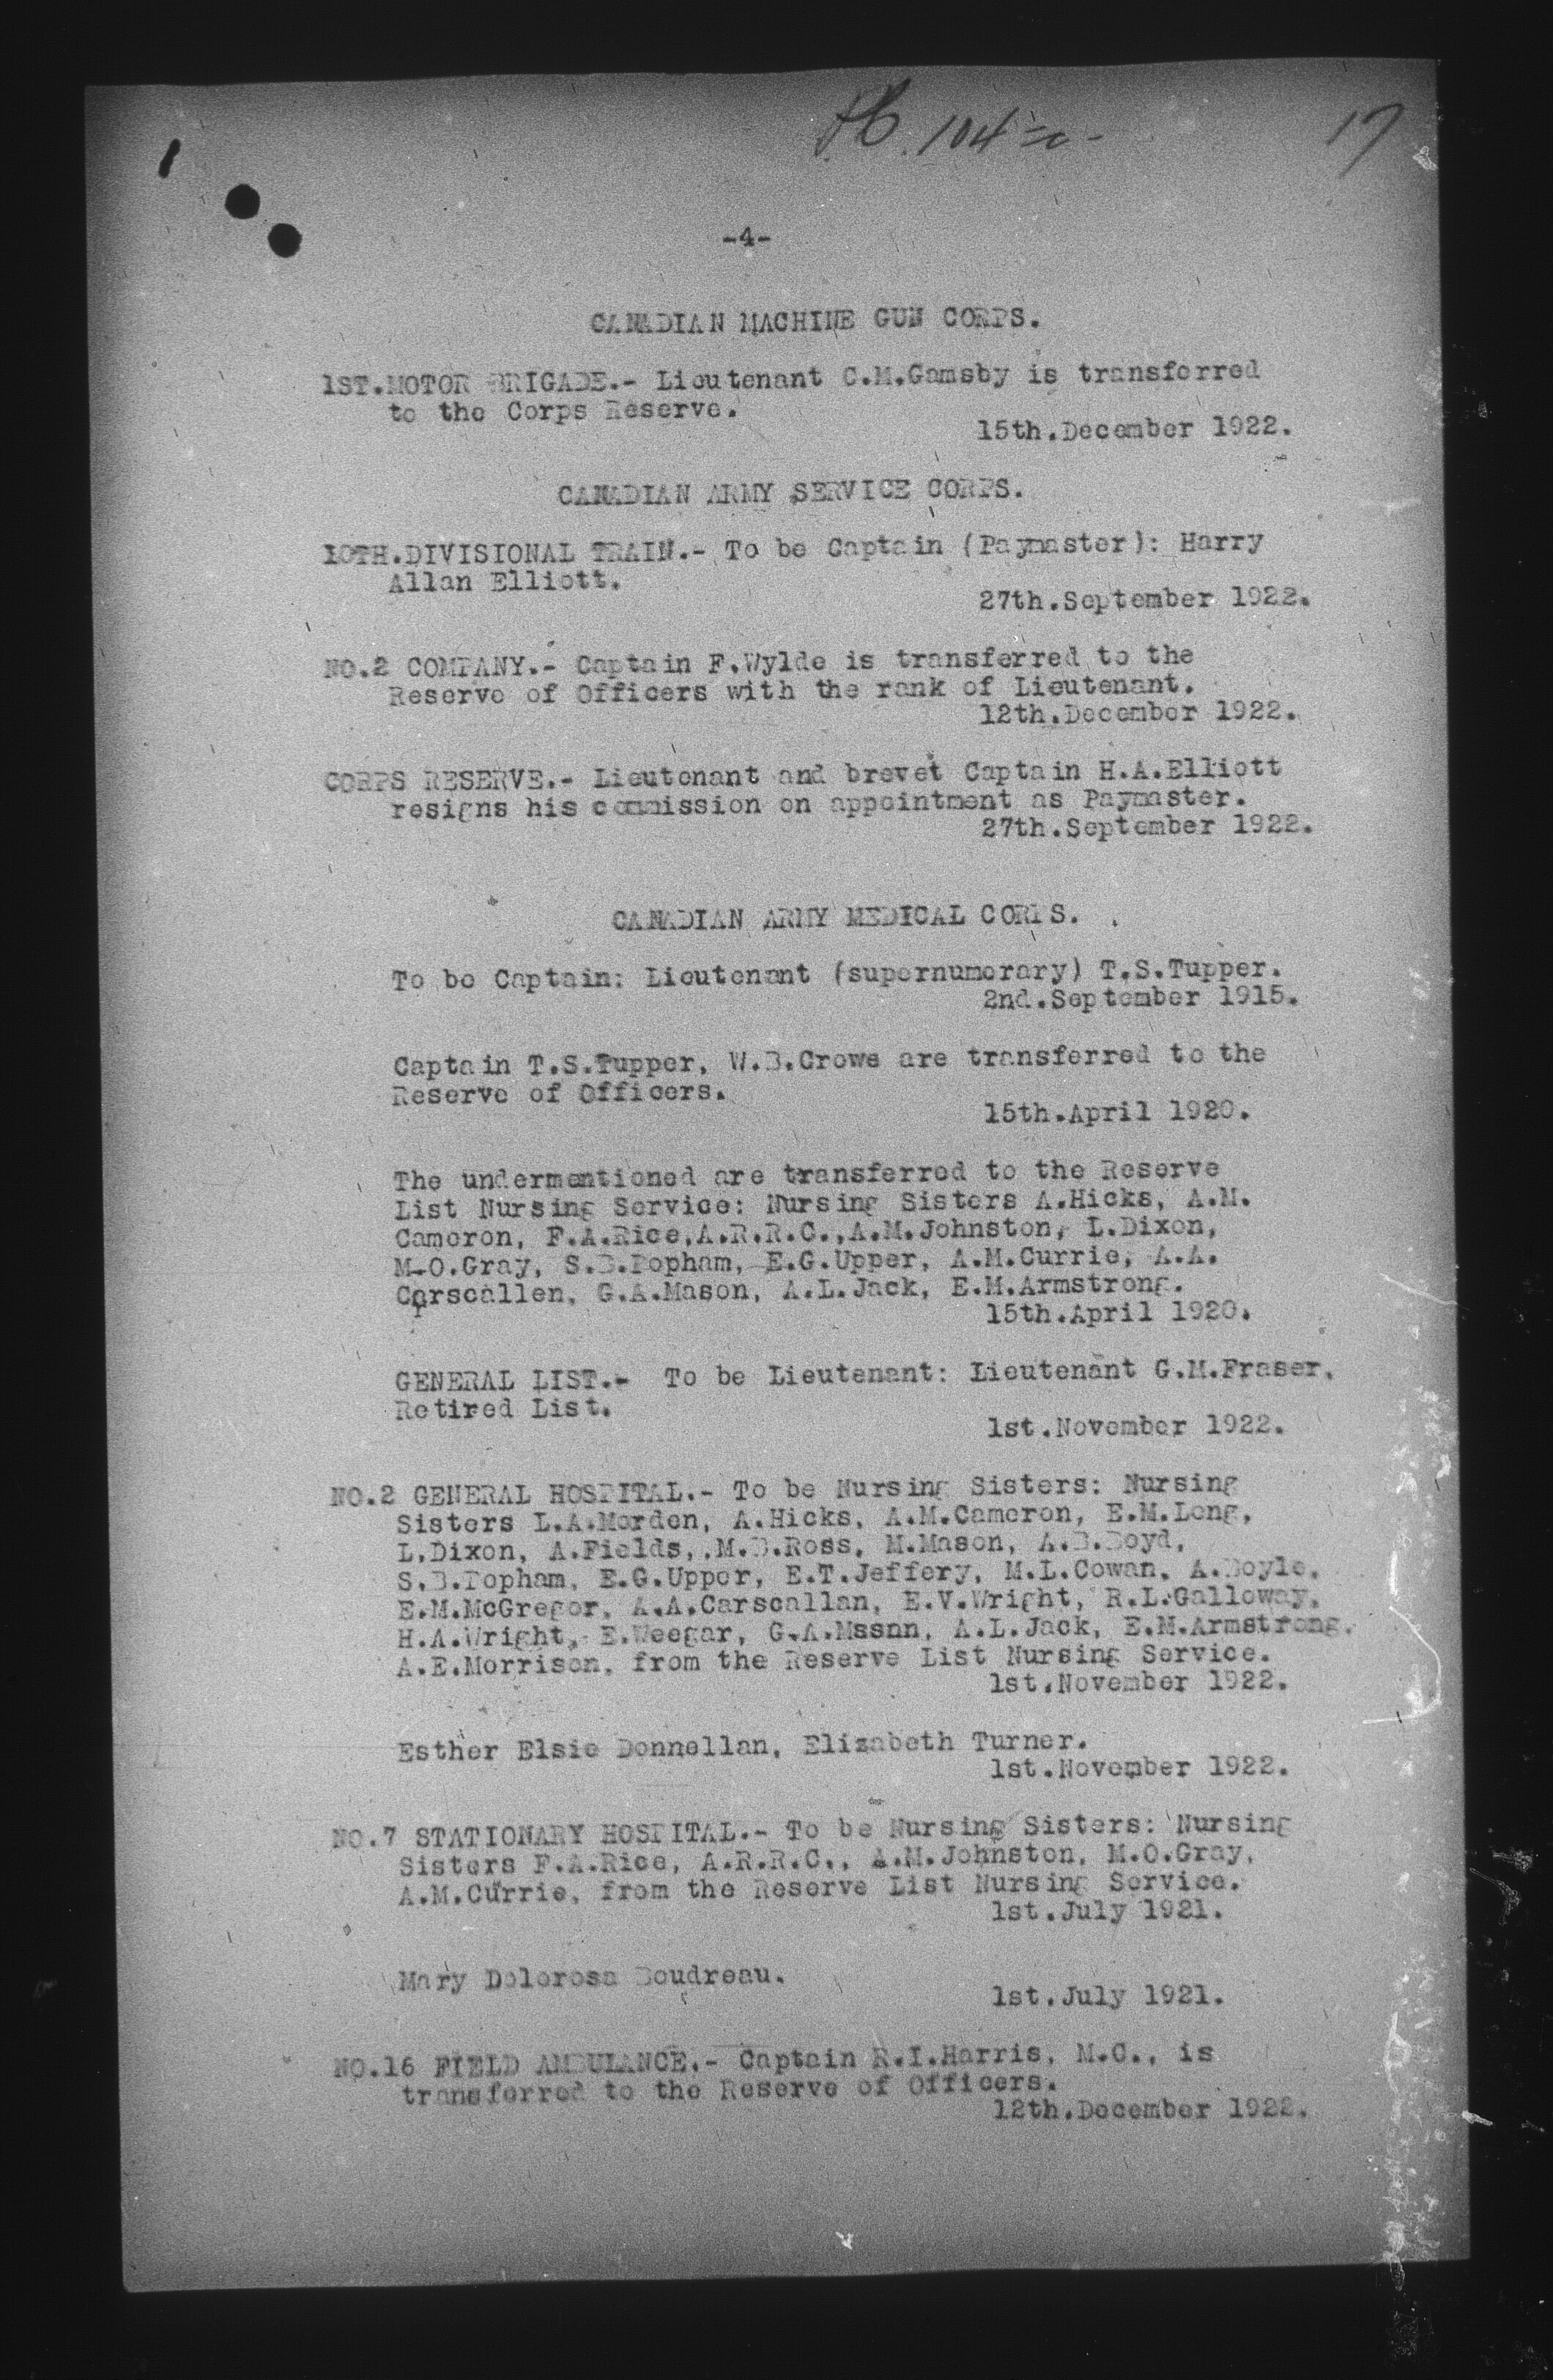 17
-4-
CANADIAN MACHINE GUN CORPS.
1ST.MOTOR BRIGADE.- Lieutenant C.M.Gamsby is transferred
to the Corps Reserve.
15th.December 1922.
CANADIAN ARMY SERVICE CORPS.
10TH.DIVISIONAL TRAIN.- To be Captain (Paymaster): Harry
Allan Elliott.
27th.September 1922.
NO.2 COMPANY.- Captain F.Wylde is transferred to the
Reserve of Officers with the rank of Lieutenant.
12th.December 1922.
CORPS RESERVE.- Lieutenant and brevet Captain H.A.Elliott
resigns his commission on appointment as Paymaster.
27th.September 1922.
CANADIAN ARMY MEDICAL CORPS.
To be Captain: Lieutenant (supernumerary) T.S.Tupper.
2nd.September 1915.
Captain T.S.Tupper, W.B.Crowe are transferred to the
Reserve of Officers.
15th.April 1920.
The undermentioned are transferred to the Reserve
List Nursing Service: Nursing Sisters A.Hicks, A.M.
Cameron, F.A.Rice,A.R.R.C.,A.M.Johnston, L.Dixon,
M.O.Gray, S.B.Popham, E.G.Upper, A.M.Currie, A.A.
Carscallen, G.A.Mason, A.L.Jack, E.M.Armstrong.
15th.April 1920.
GENERAL LIST.- To be Lieutenant: Lieutenant G.M.Fraser,
Retired List.
1st.November 1922.
NO.2 GENERAL HOSPITAL.- To be Nursing Sisters: Nursing
Sisters L.A.Morden, A.Hicks, A.M.Cameron, E.M.Long,
L.Dixon, A.Fields, M.B.Ross, M.Mason, A.B.Boyd,
S.B.Popham, E.G.Upper, E.T.Jeffery, M.L.Cowan, A.Boyle,
E.M.McGregor, A.A.Carscallan, E.V.Wright, R.L.Galloway,
H.A.Wright, E.Weegar, G.A.Mssnn, A.L.Jack, E.M.Armstrong,
A.E.Morrison, from the Reserve List Nursing Service.
1st.November 1922.
Esther Elsie Donnellan, Elizabeth Turner.
1st.November 1922.
NO.7 STATIONARY HOSPITAL.- To be Nursing Sisters: Nursing
Sisters F.A.Rice, A.R.R.C., A.M.Johnston, M.O.Gray,
A.M.Currie, from the Reserve List Nursing Service.
1st.July 1921.
Mary Dolorosa Boudreau.
1st.July 1921.
NO.16 FIELD AMBULANCE.- Captain R.I.Harris, M.C., is
transferred to the Reserve of Officers.
12th.December 1922.